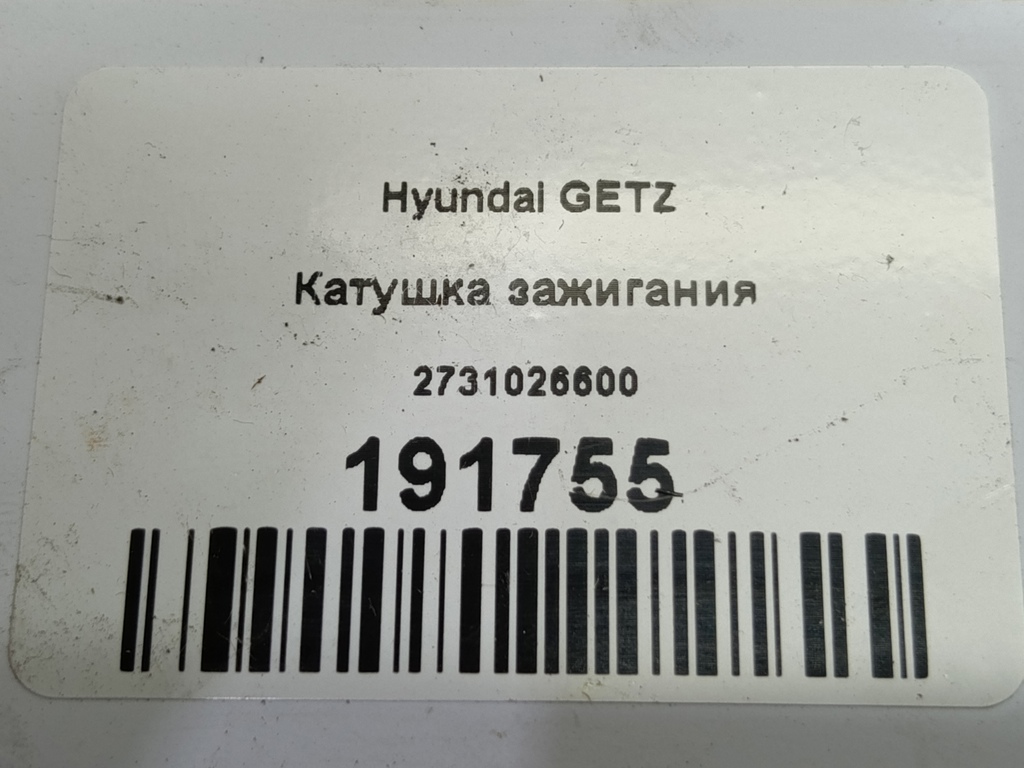 Hyundai GETZ
Катушка зажигания
2731026600
191755